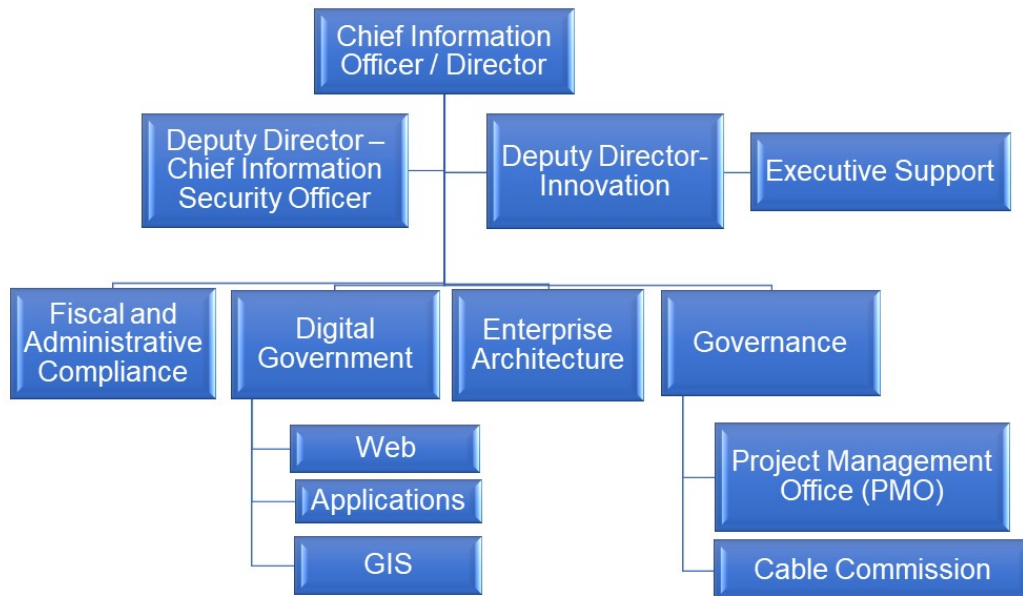 Chief Information
Officer / Director
Deputy Director –
Chief Information
Security Officer
Deputy Director-
Innovation
Executive Support
Fiscal and
Administrative
Compliance
Digital
Government
Enterprise
Architecture
Governance
Web
Applications
GIS
Project Management
Office (PMO)
Cable Commission